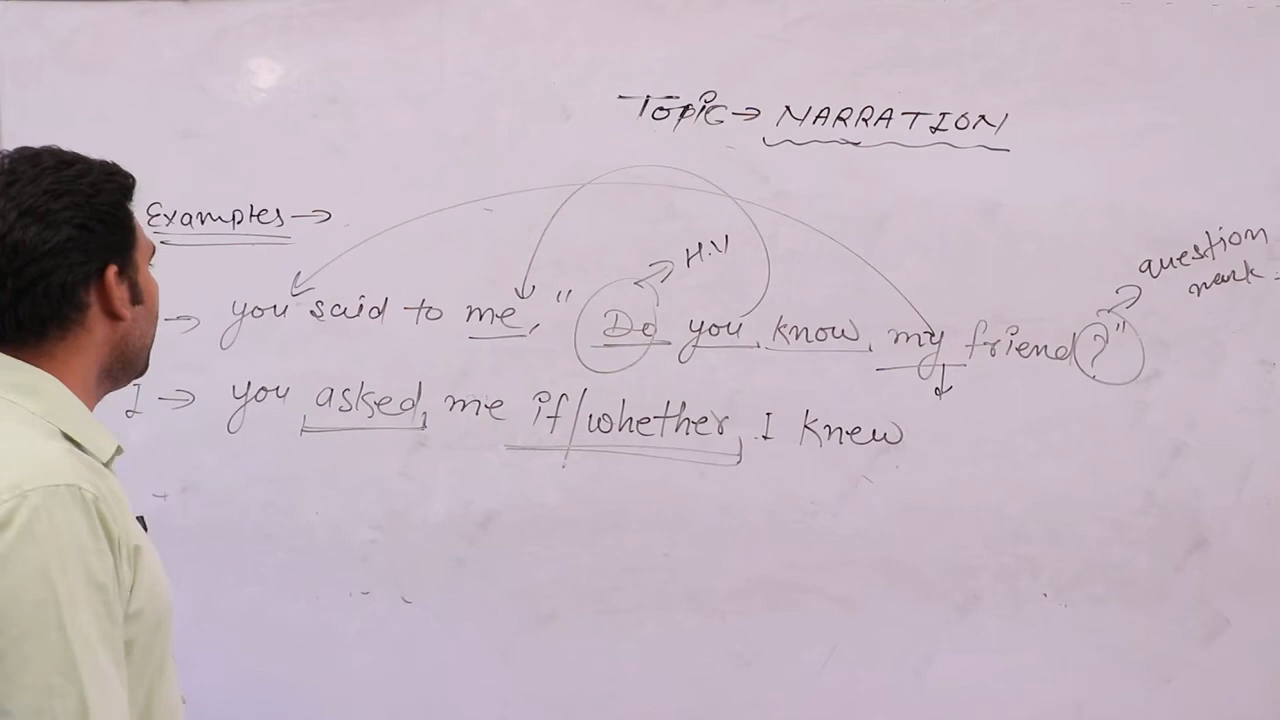 Topic → NARRATION
Examples →
→ you said to me, " Do you know my friend?"
H.V
question mark
I → you asked me if/whether I knew